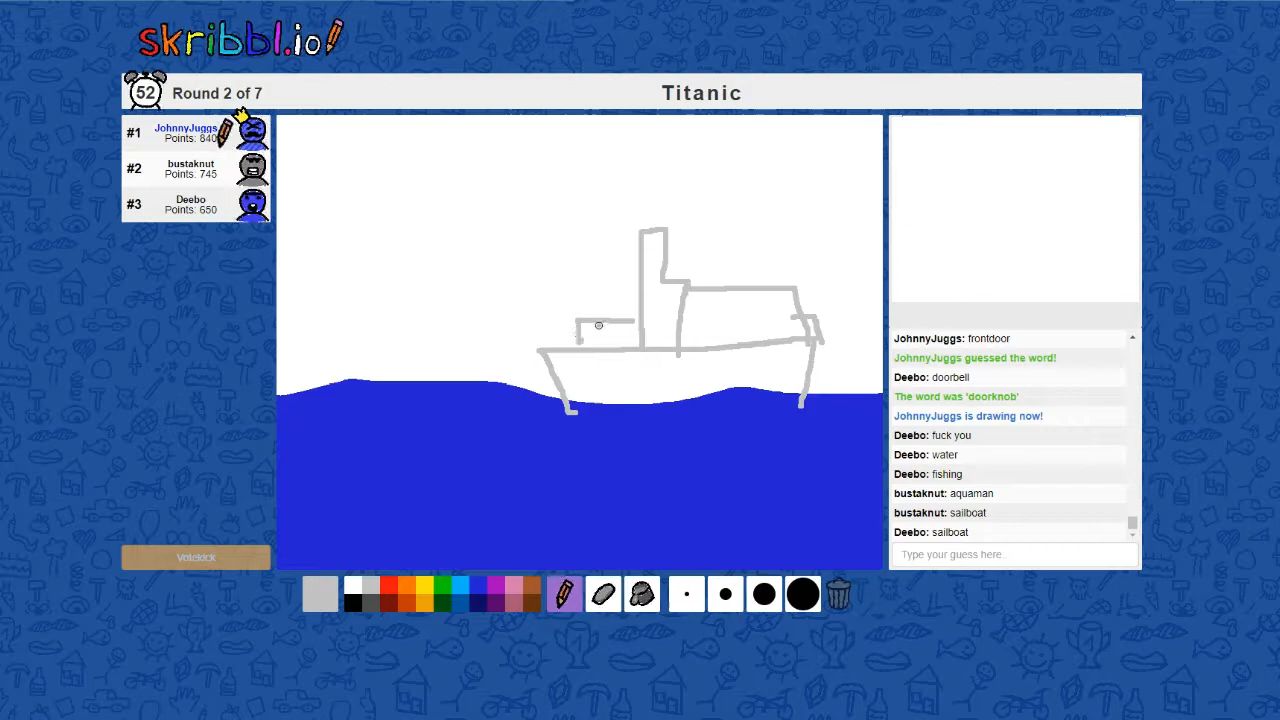 skribbl.io
52
Round 2 of 7
Titanic
#1
JohnnyJuggs
Points: 840
#2
bustaknut
Points: 745
#3
Deebo
Points: 650
JohnnyJuggs: frontdoor
JohnnyJuggs guessed the word!
Deebo: doorbell
The word was 'doorknob'
JohnnyJuggs is drawing now!
Deebo: fuck you
Deebo: water
Deebo: fishing
bustaknut: aquaman
bustaknut: sailboat
Deebo: sailboat
Type your guess here..
Votekick